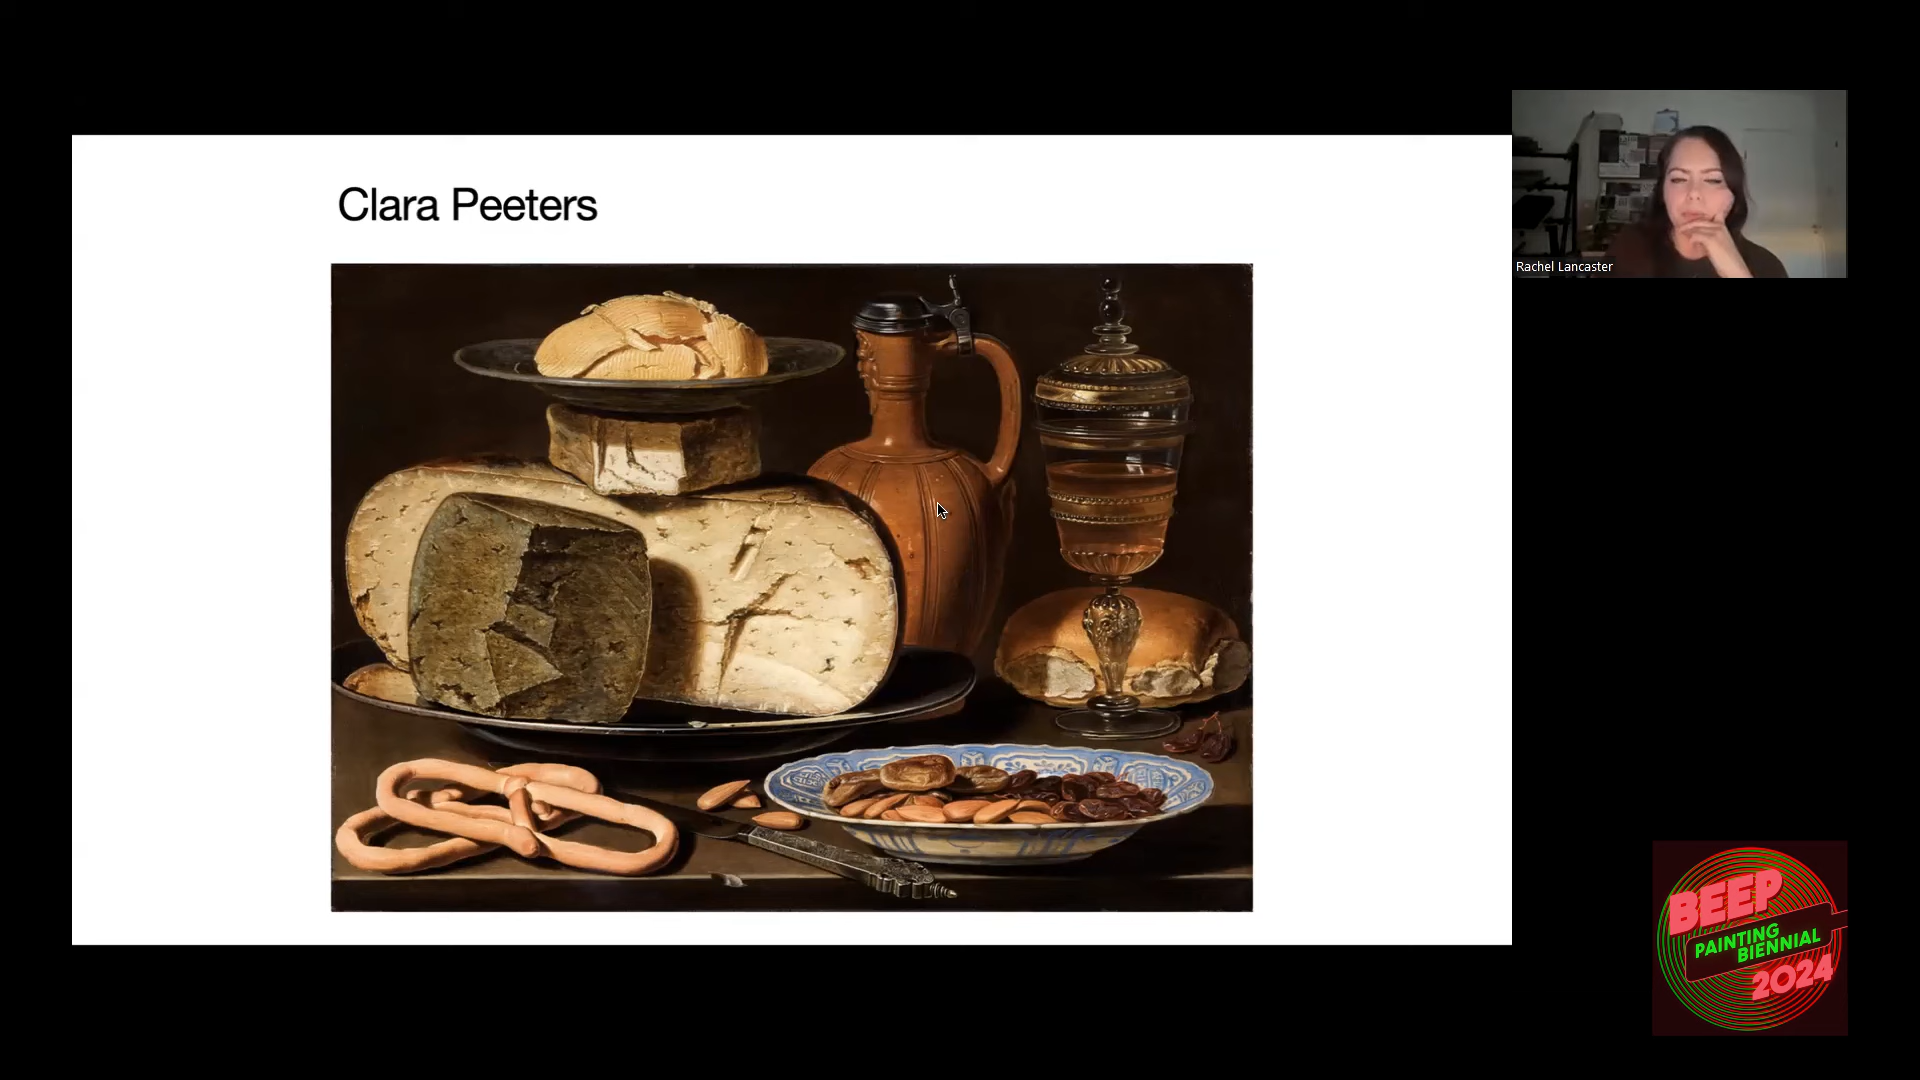 Clara Peeters
Rachel Lancaster
BEEP
PAINTING
BIENNIAL
2024